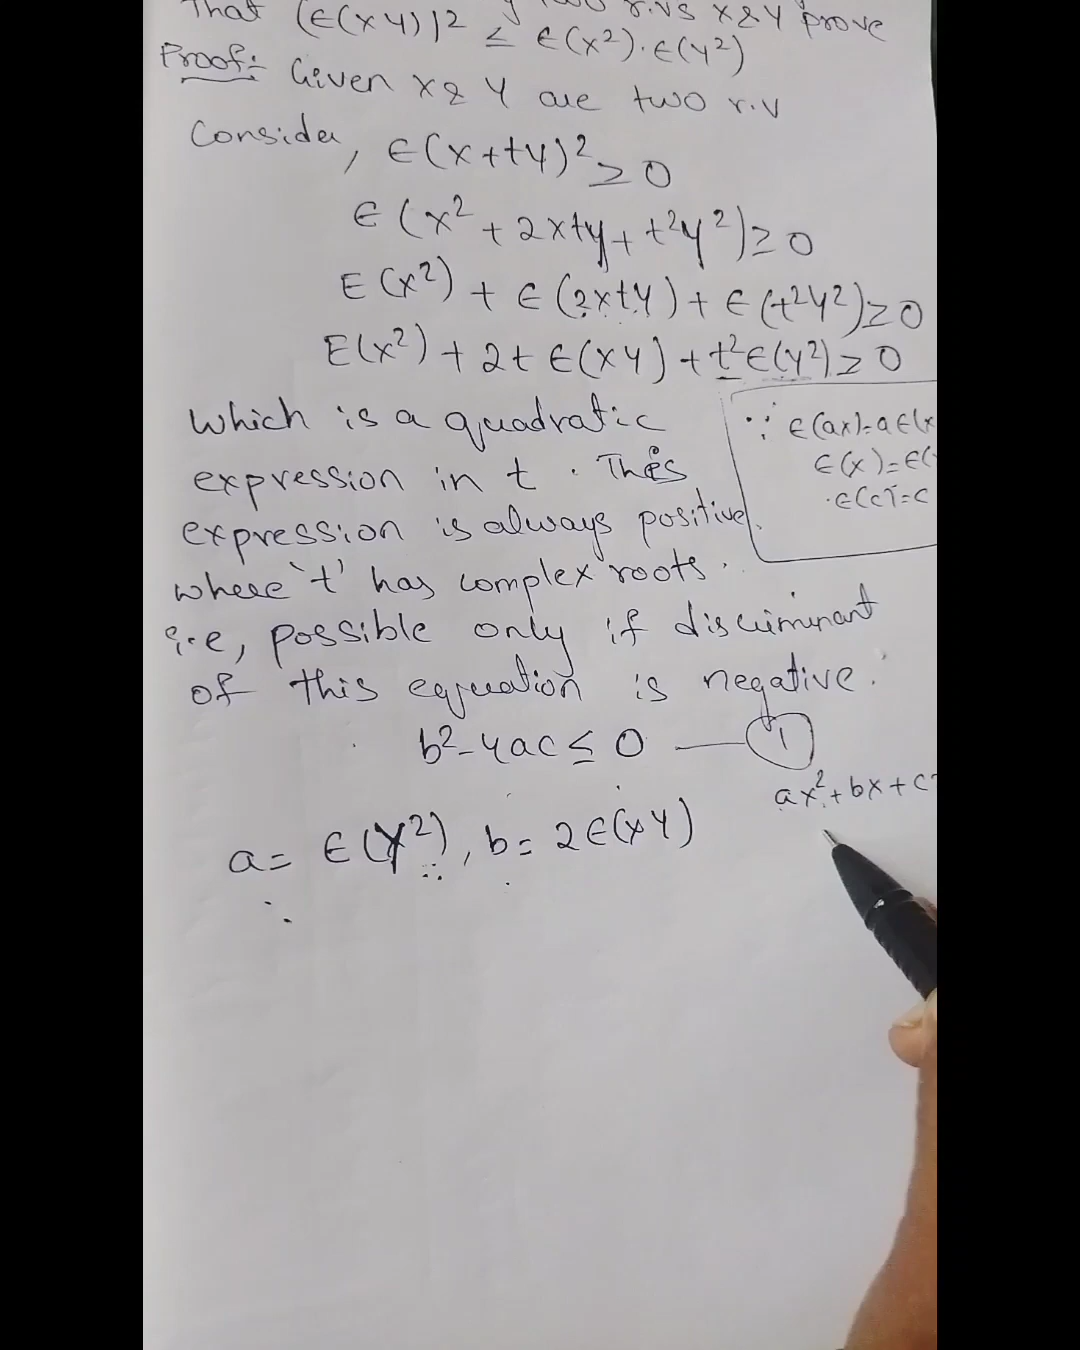 That (E(XY))² ≤ E(X²).E(Y²) two r.vs X & Y prove
Proof:- Given X & Y are two r.v
Consider, E(X+tY)² ≥ 0
E(X² + 2XtY + t²Y²) ≥ 0
E(X²) + E(2XtY) + E(t²Y²) ≥ 0
E(X²) + 2t E(XY) + t²E(Y²) ≥ 0
which is a quadratic
expression in t. This
expression is always positive.
where 't' has complex roots.
i.e, possible only if discriminant
of this equation is negative.
∵ E(ax)=aE(x
E(x)=E(
E(c)=c
b²-4ac ≤ 0 — 1
ax²+bx+c
a = E(Y²), b = 2E(XY)
∴